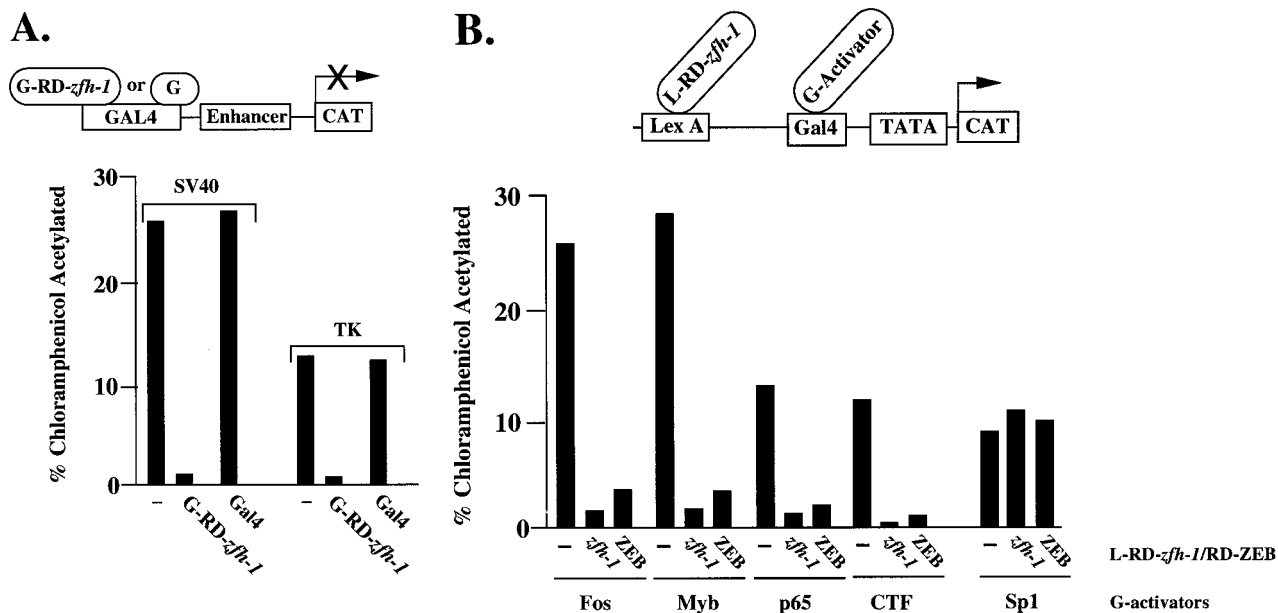 A.
G-RD-zfh-1 or G
GAL4 Enhancer CAT
X
30
20
10
0
% Chloramphenicol Acetylated
SV40
TK
– G-RD-zfh-1 Gal4 – G-RD-zfh-1 Gal4
B.
L-RD-zfh-1 G-Activator
Lex A Gal4 TATA CAT
30
20
10
0
% Chloramphenicol Acetylated
– zfh-1 ZEB – zfh-1 ZEB – zfh-1 ZEB – zfh-1 ZEB – zfh-1 ZEB L-RD-zfh-1/RD-ZEB
Fos Myb p65 CTF Sp1 G-activators